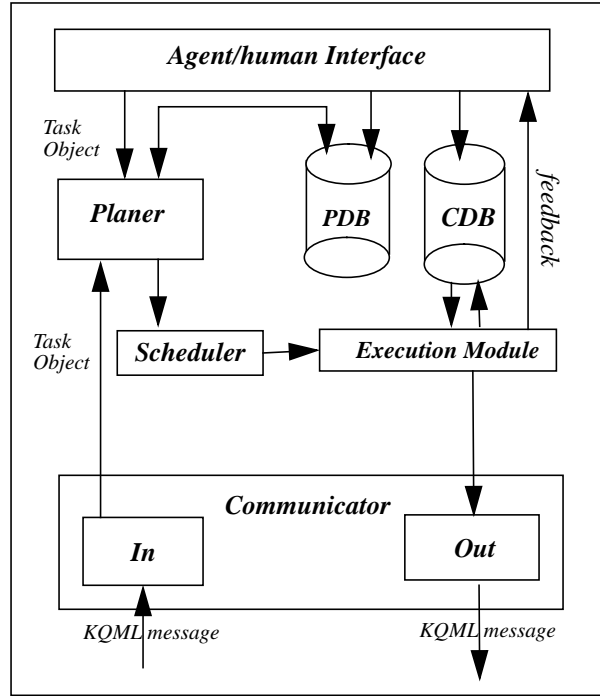 Agent/human Interface
Task
Object
Planer
PDB
CDB
feedback
Task
Object
Scheduler
Execution Module
Communicator
In
Out
KQML message
KQML message